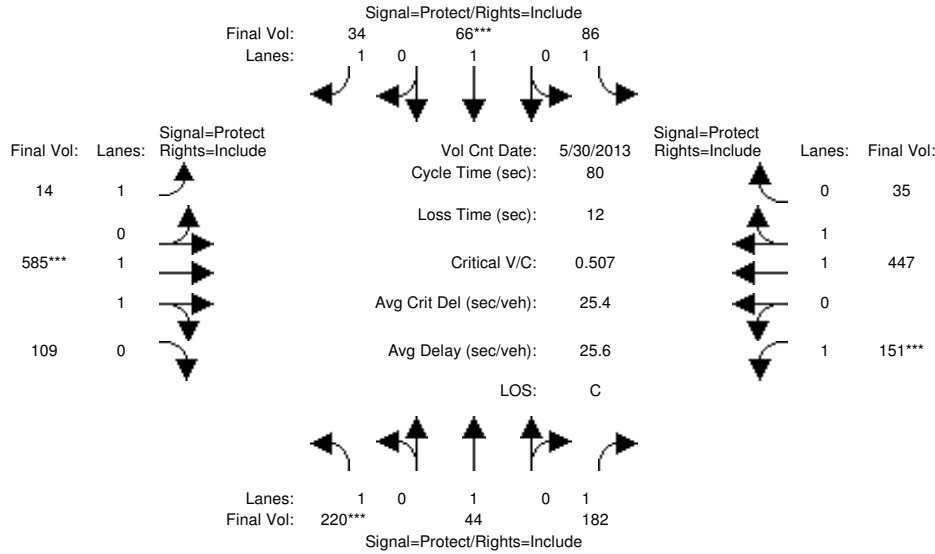 Signal=Protect/Rights=Include
Final Vol: 34 66*** 86
Lanes: 1 0 1 0 1
Signal=Protect Signal=Protect
Final Vol: Lanes: Rights=Include Vol Cnt Date: 5/30/2013 Rights=Include Lanes: Final Vol:
Cycle Time (sec): 80
14 1 0 35
Loss Time (sec): 12
0 1
585*** 1 Critical V/C: 0.507 1 447
1 Avg Crit Del (sec/veh): 25.4 0
109 0 Avg Delay (sec/veh): 25.6 1 151***
LOS: C
Lanes: 1 0 1 0 1
Final Vol: 220*** 44 182
Signal=Protect/Rights=Include